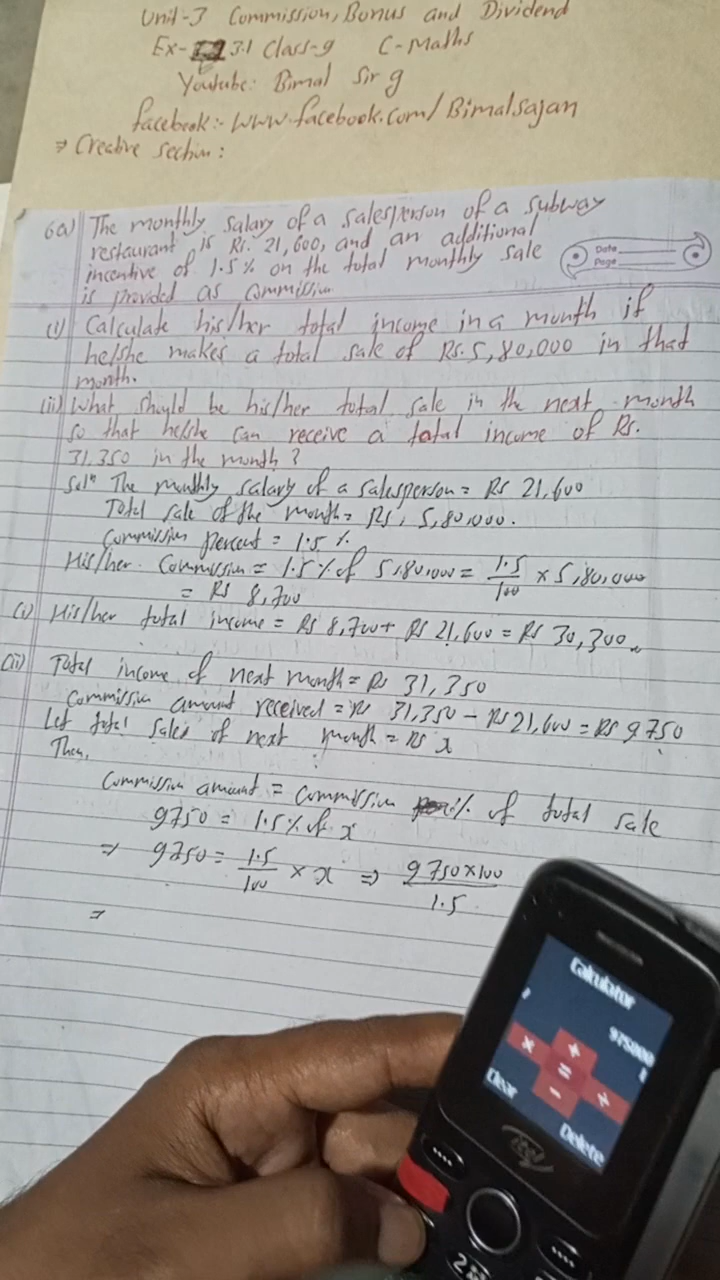 Unit-3 Commission, Bonus and Dividend
Ex- 3.1 Class-9 C-Maths
Youtube: Bimal Sir g
facebook:- www.facebook.com/Bimalsajan
⇒ Creative section:
6a) The monthly salary of a salesperson of a subway
restaurant is Rs. 21,600, and an additional
incentive of 1.5% on the total monthly sale
is provided as commission
Date
Page
(i) Calculate his/her total income in a month if
he/she makes a total sale of Rs. 5,80,000 in that
month.
(ii) What should be his/her total sale in the next month
so that he/she can receive a total income of Rs.
31,350 in the month?
Solⁿ The monthly salary of a salesperson = Rs 21,600
Total sale of the month = Rs, 5,80,000.
Commission percent = 1.5%
His/her Commission = 1.5% of 5,80,000 = 1.5/100 × 5,80,000
= Rs 8,700
(i) His/her total income = Rs 8,700 + Rs 21,600 = Rs 30,300
(ii) Total income of next month = Rs 31,350
Commission amount received = Rs 31,350 - Rs 21,600 = Rs 9750
Let total sales of next month = Rs x
Then,
Commission amount = Commission % of total sale
9750 = 1.5% of x
⇒ 9750 = 1.5/100 × x ⇒ 9750×100/1.5
=
Calculator
975000
+
× = ÷
-
Clear
Delete
itel
2